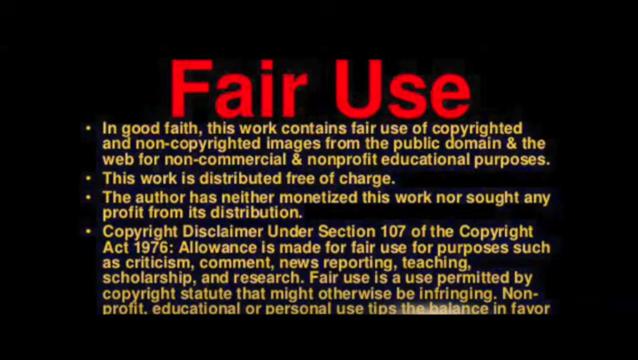 Fair Use
• In good faith, this work contains fair use of copyrighted
and non-copyrighted images from the public domain & the
web for non-commercial & nonprofit educational purposes.
• This work is distributed free of charge.
• The author has neither monetized this work nor sought any
profit from its distribution.
• Copyright Disclaimer Under Section 107 of the Copyright
Act 1976: Allowance is made for fair use for purposes such
as criticism, comment, news reporting, teaching,
scholarship, and research. Fair use is a use permitted by
copyright statute that might otherwise be infringing. Non-
profit, educational or personal use tips the balance in favor